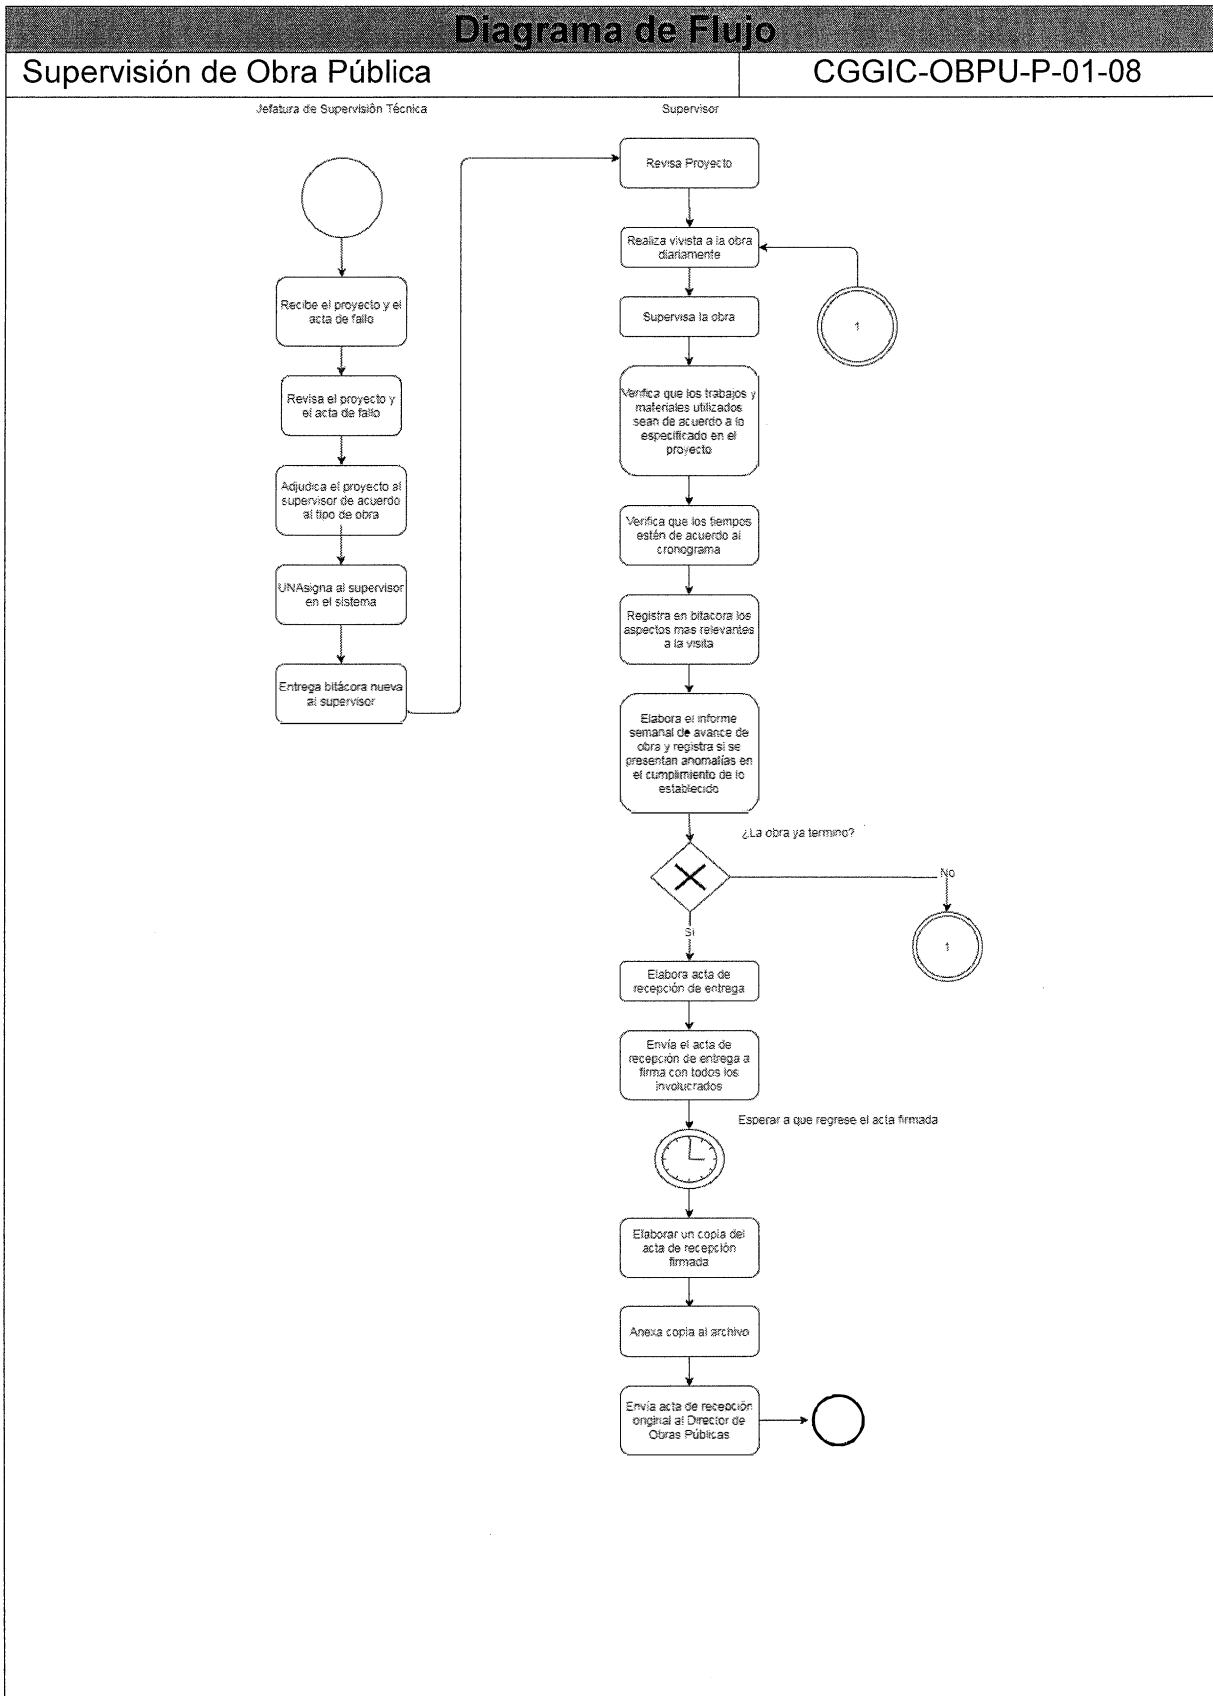 Diagrama de Flujo
Supervisión de Obra Pública
CGGIC-OBPU-P-01-08
Jefatura de Supervisión Técnica
Supervisor
Recibe el proyecto y el
acta de fallo
Revisa el proyecto y
el acta de fallo
Adjudica el proyecto al
supervisor de acuerdo
al tipo de obra
UNAsigna al supervisor
en el sistema
Entrega bitácora nueva
al supervisor
Revisa Proyecto
Realiza vivista a la obra
diariamente
1
Supervisa la obra
Verifica que los trabajos y
materiales utilizados
sean de acuerdo a lo
especificado en el
proyecto
Verifica que los tiempos
estén de acuerdo al
cronograma
Registra en bitacora los
aspectos mas relevantes
a la visita
Elabora el informe
semanal de avance de
obra y registra si se
presentan anomalías en
el cumplimiento de lo
establecido
¿La obra ya termino?
No
1
Si
Elabora acta de
recepción de entrega
Envía el acta de
recepción de entrega a
firma con todos los
involucrados
Esperar a que regrese el acta firmada
Elaborar un copia del
acta de recepción
firmada
Anexa copia al archivo
Envía acta de recepción
original al Director de
Obras Públicas